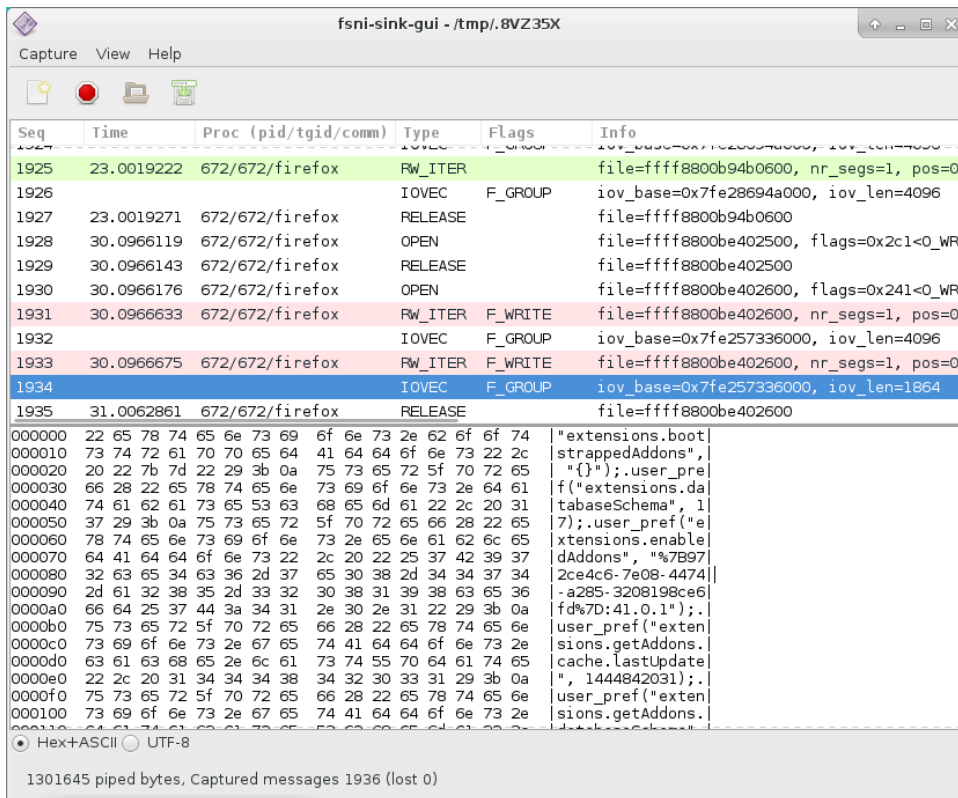 fsni-sink-gui - /tmp/.8VZ35X
Capture View Help
Seq Time Proc (pid/tgid/comm) Type Flags Info
1925 23.0019222 672/672/firefox RW_ITER file=ffff8800b94b0600, nr_segs=1, pos=0
1926 IOVEC F_GROUP iov_base=0x7fe28694a000, iov_len=4096
1927 23.0019271 672/672/firefox RELEASE file=ffff8800b94b0600
1928 30.0966119 672/672/firefox OPEN file=ffff8800be402500, flags=0x2c1<O_WR
1929 30.0966143 672/672/firefox RELEASE file=ffff8800be402500
1930 30.0966176 672/672/firefox OPEN file=ffff8800be402600, flags=0x241<O_WR
1931 30.0966633 672/672/firefox RW_ITER F_WRITE file=ffff8800be402600, nr_segs=1, pos=0
1932 IOVEC F_GROUP iov_base=0x7fe257336000, iov_len=4096
1933 30.0966675 672/672/firefox RW_ITER F_WRITE file=ffff8800be402600, nr_segs=1, pos=0
1934 IOVEC F_GROUP iov_base=0x7fe257336000, iov_len=1864
1935 31.0062861 672/672/firefox RELEASE file=ffff8800be402600
000000 22 65 78 74 65 6e 73 69 6f 6e 73 2e 62 6f 6f 74 |"extensions.boot|
000010 73 74 72 61 70 70 65 64 41 64 64 6f 6e 73 22 2c |strappedAddons",|
000020 20 22 7b 7d 22 29 3b 0a 75 73 65 72 5f 70 72 65 | "{}");.user_pre|
000030 66 28 22 65 78 74 65 6e 73 69 6f 6e 73 2e 64 61 |f("extensions.da|
000040 74 61 62 61 73 65 53 63 68 65 6d 61 22 2c 20 31 |tabaseSchema", 1|
000050 37 29 3b 0a 75 73 65 72 5f 70 72 65 66 28 22 65 |7);.user_pref("e|
000060 78 74 65 6e 73 69 6f 6e 73 2e 65 6e 61 62 6c 65 |xtensions.enable|
000070 64 41 64 64 6f 6e 73 22 2c 20 22 25 37 42 39 37 |dAddons", "%7B97|
000080 32 63 65 34 63 36 2d 37 65 30 38 2d 34 34 37 34 |2ce4c6-7e08-4474||
000090 2d 61 32 38 35 2d 33 32 30 38 31 39 38 63 65 36 |-a285-3208198ce6|
0000a0 66 64 25 37 44 3a 34 31 2e 30 2e 31 22 29 3b 0a |fd%7D:41.0.1");.|
0000b0 75 73 65 72 5f 70 72 65 66 28 22 65 78 74 65 6e |user_pref("exten|
0000c0 73 69 6f 6e 73 2e 67 65 74 41 64 64 6f 6e 73 2e |sions.getAddons.|
0000d0 63 61 63 68 65 2e 6c 61 73 74 55 70 64 61 74 65 |cache.lastUpdate|
0000e0 22 2c 20 31 34 34 34 38 34 32 30 33 31 29 3b 0a |", 1444842031);.|
0000f0 75 73 65 72 5f 70 72 65 66 28 22 65 78 74 65 6e |user_pref("exten|
000100 73 69 6f 6e 73 2e 67 65 74 41 64 64 6f 6e 73 2e |sions.getAddons.|
Hex+ASCII UTF-8
1301645 piped bytes, Captured messages 1936 (lost 0)